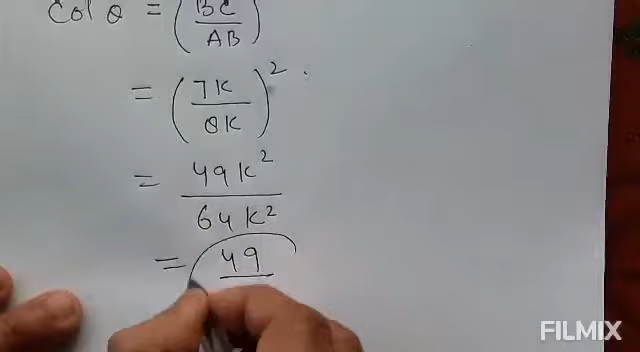 Cot θ = (BC/AB)
= (7K/8K)²
= 49K²/64K²
= 49
FILMIX